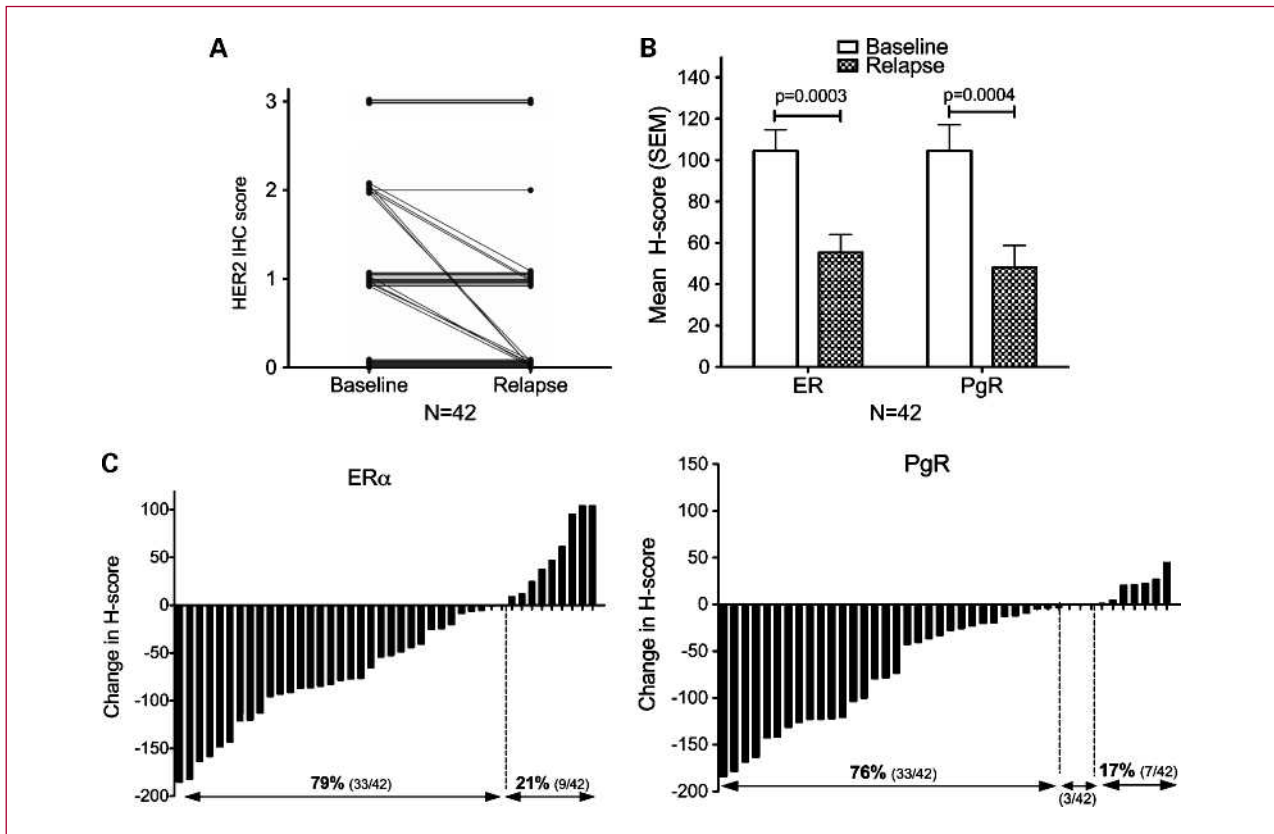 A
HER2 IHC score
3
2
1
0
Baseline
Relapse
N=42
B
Baseline
Relapse
Mean H-score (SEM)
140
120
100
80
60
40
20
0
p=0.0003
p=0.0004
ER
PgR
N=42
C
ERα
Change in H-score
100
50
0
-50
-100
-150
-200
79% (33/42)
21% (9/42)
PgR
Change in H-score
150
100
50
0
-50
-100
-150
-200
76% (33/42)
(3/42)
17% (7/42)